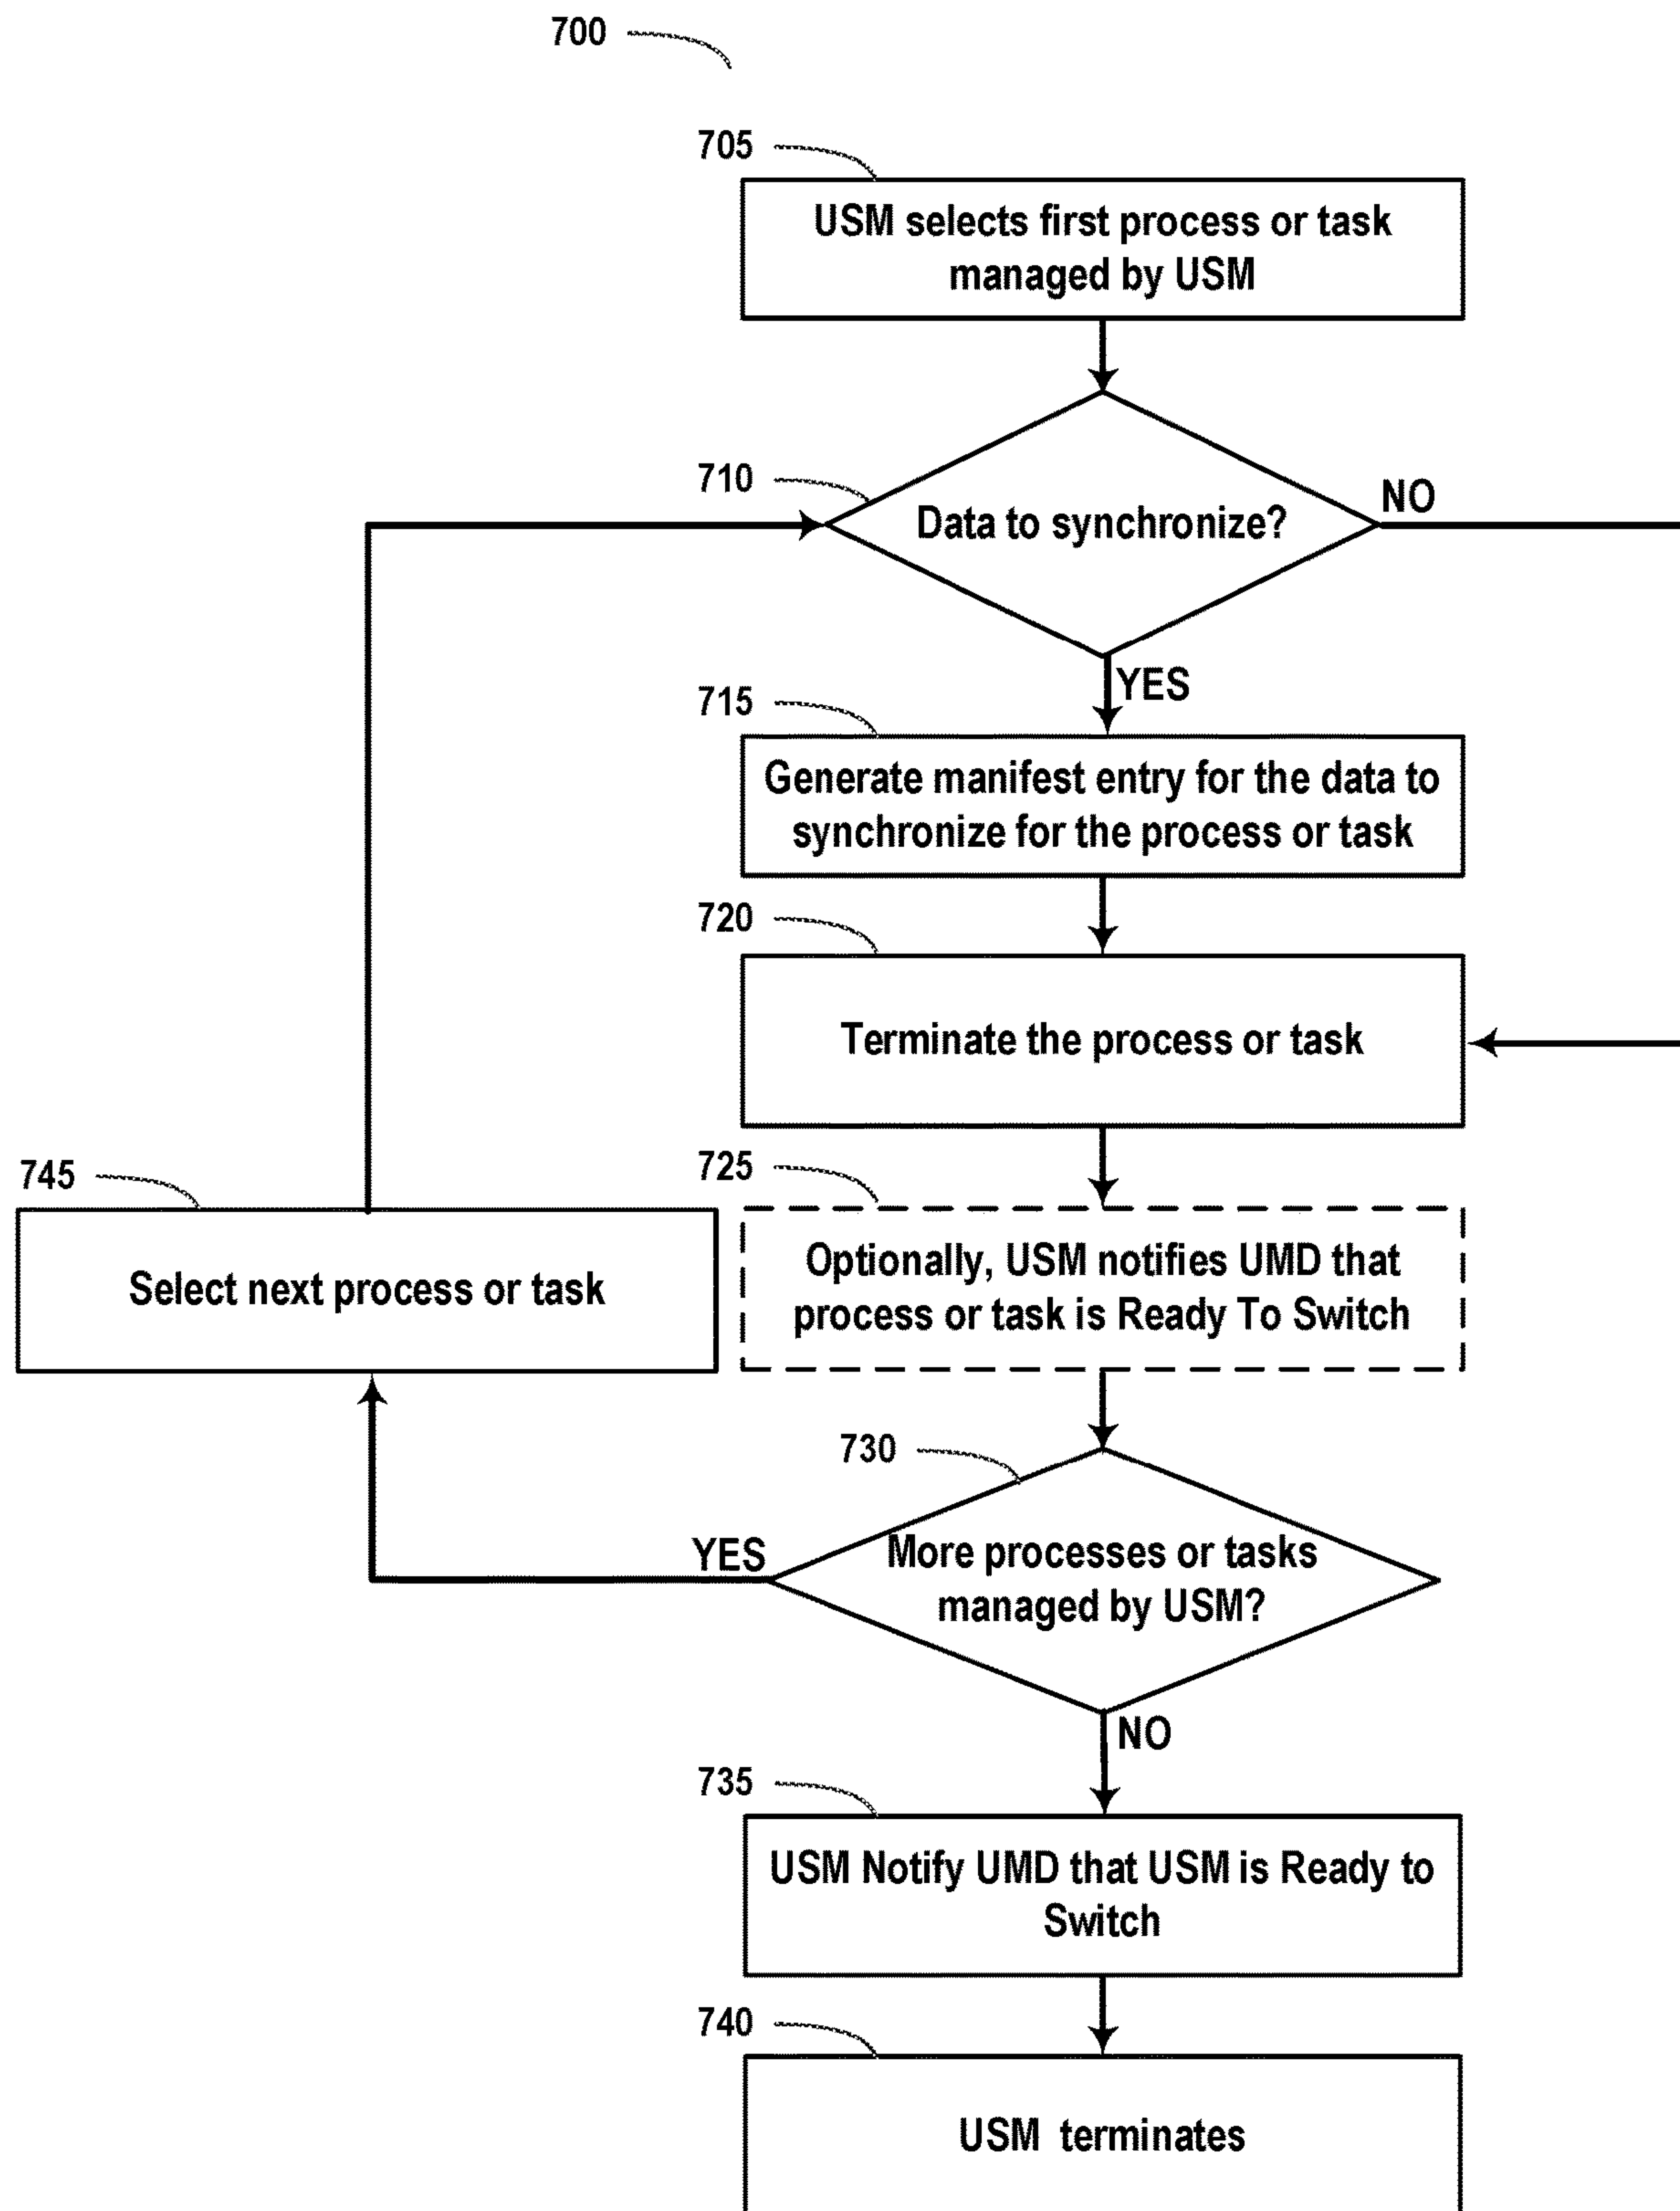 700
705
USM selects first process or task
managed by USM
710
Data to synchronize?
NO
YES
715
Generate manifest entry for the data to
synchronize for the process or task
720
Terminate the process or task
745
Select next process or task
725
Optionally, USM notifies UMD that
process or task is Ready To Switch
730
YES
More processes or tasks
managed by USM?
NO
735
USM Notify UMD that USM is Ready to
Switch
740
USM terminates